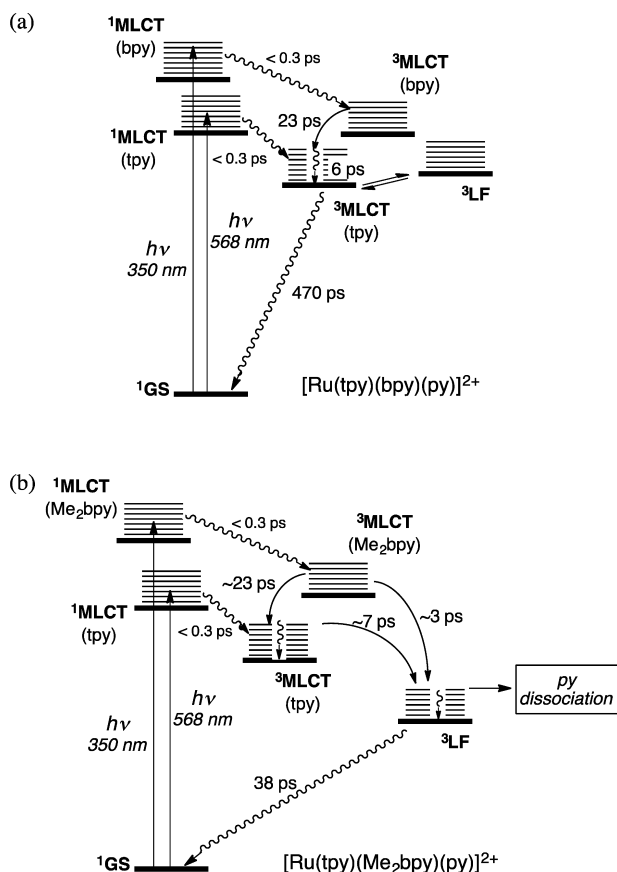 (a)
¹MLCT
(bpy)
< 0.3 ps
³MLCT
(bpy)
23 ps
¹MLCT
(tpy)
< 0.3 ps
6 ps
³LF
³MLCT
(tpy)
hν
350 nm
hν
568 nm
470 ps
¹GS
[Ru(tpy)(bpy)(py)]²⁺
(b)
¹MLCT
(Me₂bpy)
< 0.3 ps
³MLCT
(Me₂bpy)
~23 ps
~3 ps
~7 ps
¹MLCT
(tpy)
< 0.3 ps
³MLCT
(tpy)
py
dissociation
³LF
hν
350 nm
hν
568 nm
38 ps
¹GS
[Ru(tpy)(Me₂bpy)(py)]²⁺